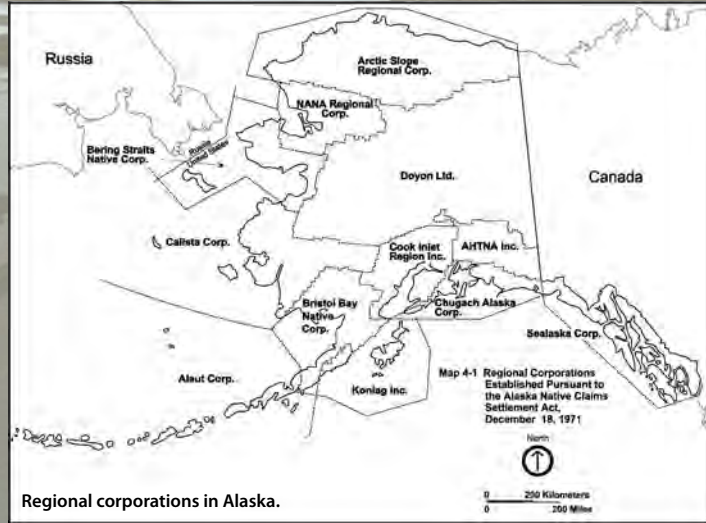 Russia
Arctic Slope
Regional Corp.
NANA Regional
Corp.
Bering Straits
Native Corp.
Russia
United States
Doyon Ltd.
Canada
Calista Corp.
Cook Inlet
Region Inc.
AHTNA Inc.
Bristol Bay
Native
Corp.
Chugach Alaska
Corp.
Sealaska Corp.
Aleut Corp.
Koniag Inc.
Map 4-1 Regional Corporations
Established Pursuant to
the Alaska Native Claims
Settlement Act,
December 18, 1971
North
0 200 Kilometers
0 200 Miles
Regional corporations in Alaska.